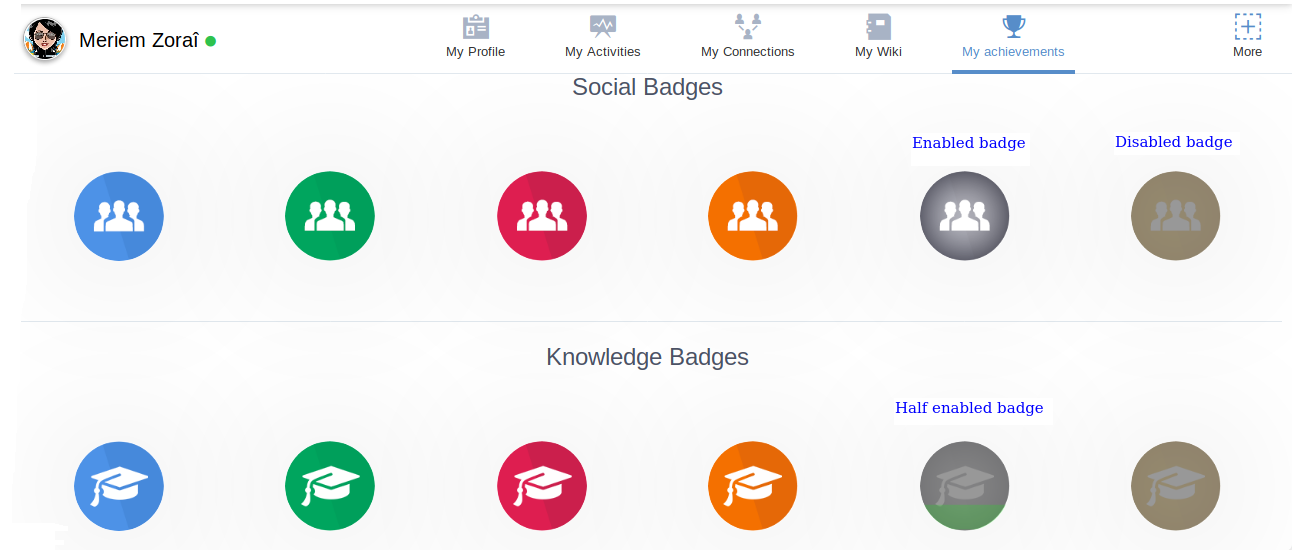 Meriem Zoraî
My Profile
My Activities
My Connections
My Wiki
My achievements
More
Social Badges
Enabled badge
Disabled badge
Knowledge Badges
Half enabled badge